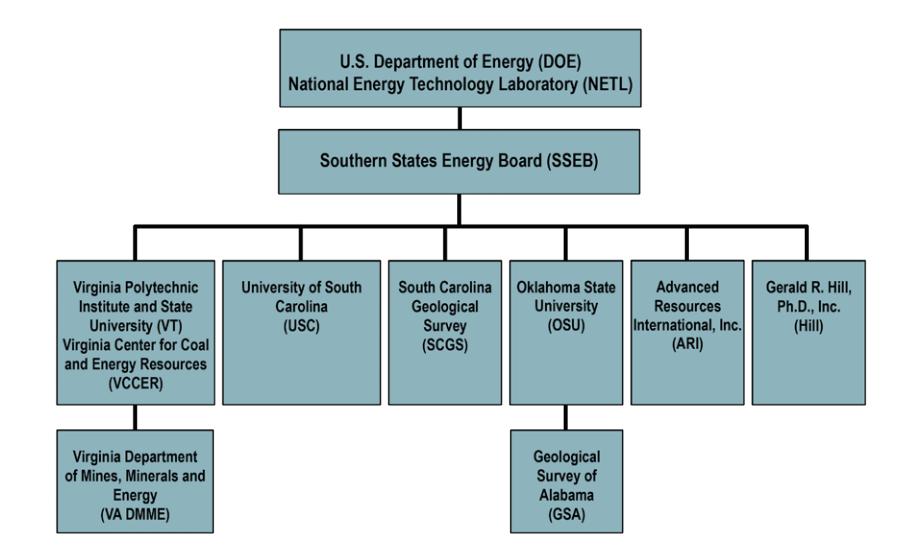 U.S. Department of Energy (DOE)
National Energy Technology Laboratory (NETL)
Southern States Energy Board (SSEB)
Virginia Polytechnic
Institute and State
University (VT)
Virginia Center for Coal
and Energy Resources
(VCCER)
University of South
Carolina
(USC)
South Carolina
Geological
Survey
(SCGS)
Oklahoma State
University
(OSU)
Advanced
Resources
International, Inc.
(ARI)
Gerald R. Hill,
Ph.D., Inc.
(Hill)
Virginia Department
of Mines, Minerals and
Energy
(VA DMME)
Geological
Survey of
Alabama
(GSA)